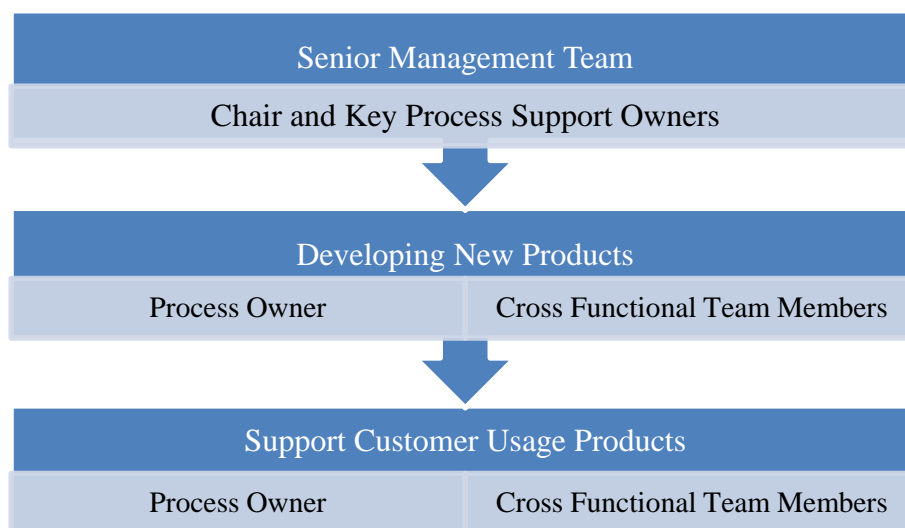 Senior Management Team
Chair and Key Process Support Owners
Developing New Products
Process Owner
Cross Functional Team Members
Support Customer Usage Products
Process Owner
Cross Functional Team Members